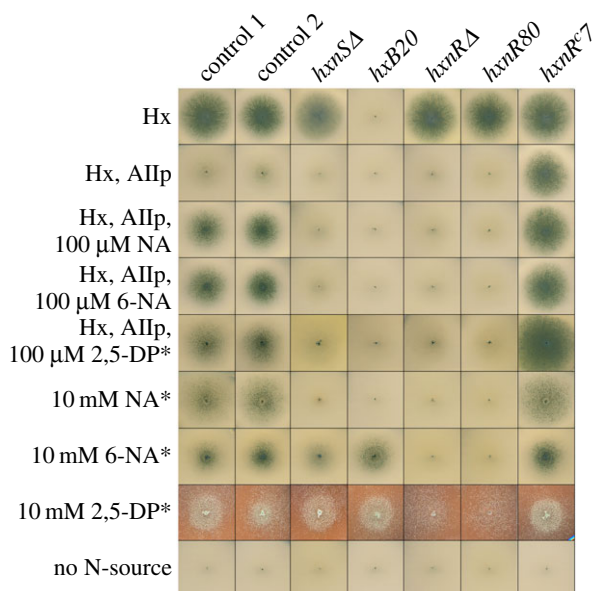 control 1
control 2
hxnSΔ
hxB20
hxnRΔ
hxnR80
hxnRᶜ7
Hx
Hx, AIIp
Hx, AIIp,
100 µM NA
Hx, AIIp,
100 µM 6-NA
Hx, AIIp,
100 µM 2,5-DP*
10 mM NA*
10 mM 6-NA*
10 mM 2,5-DP*
no N-source